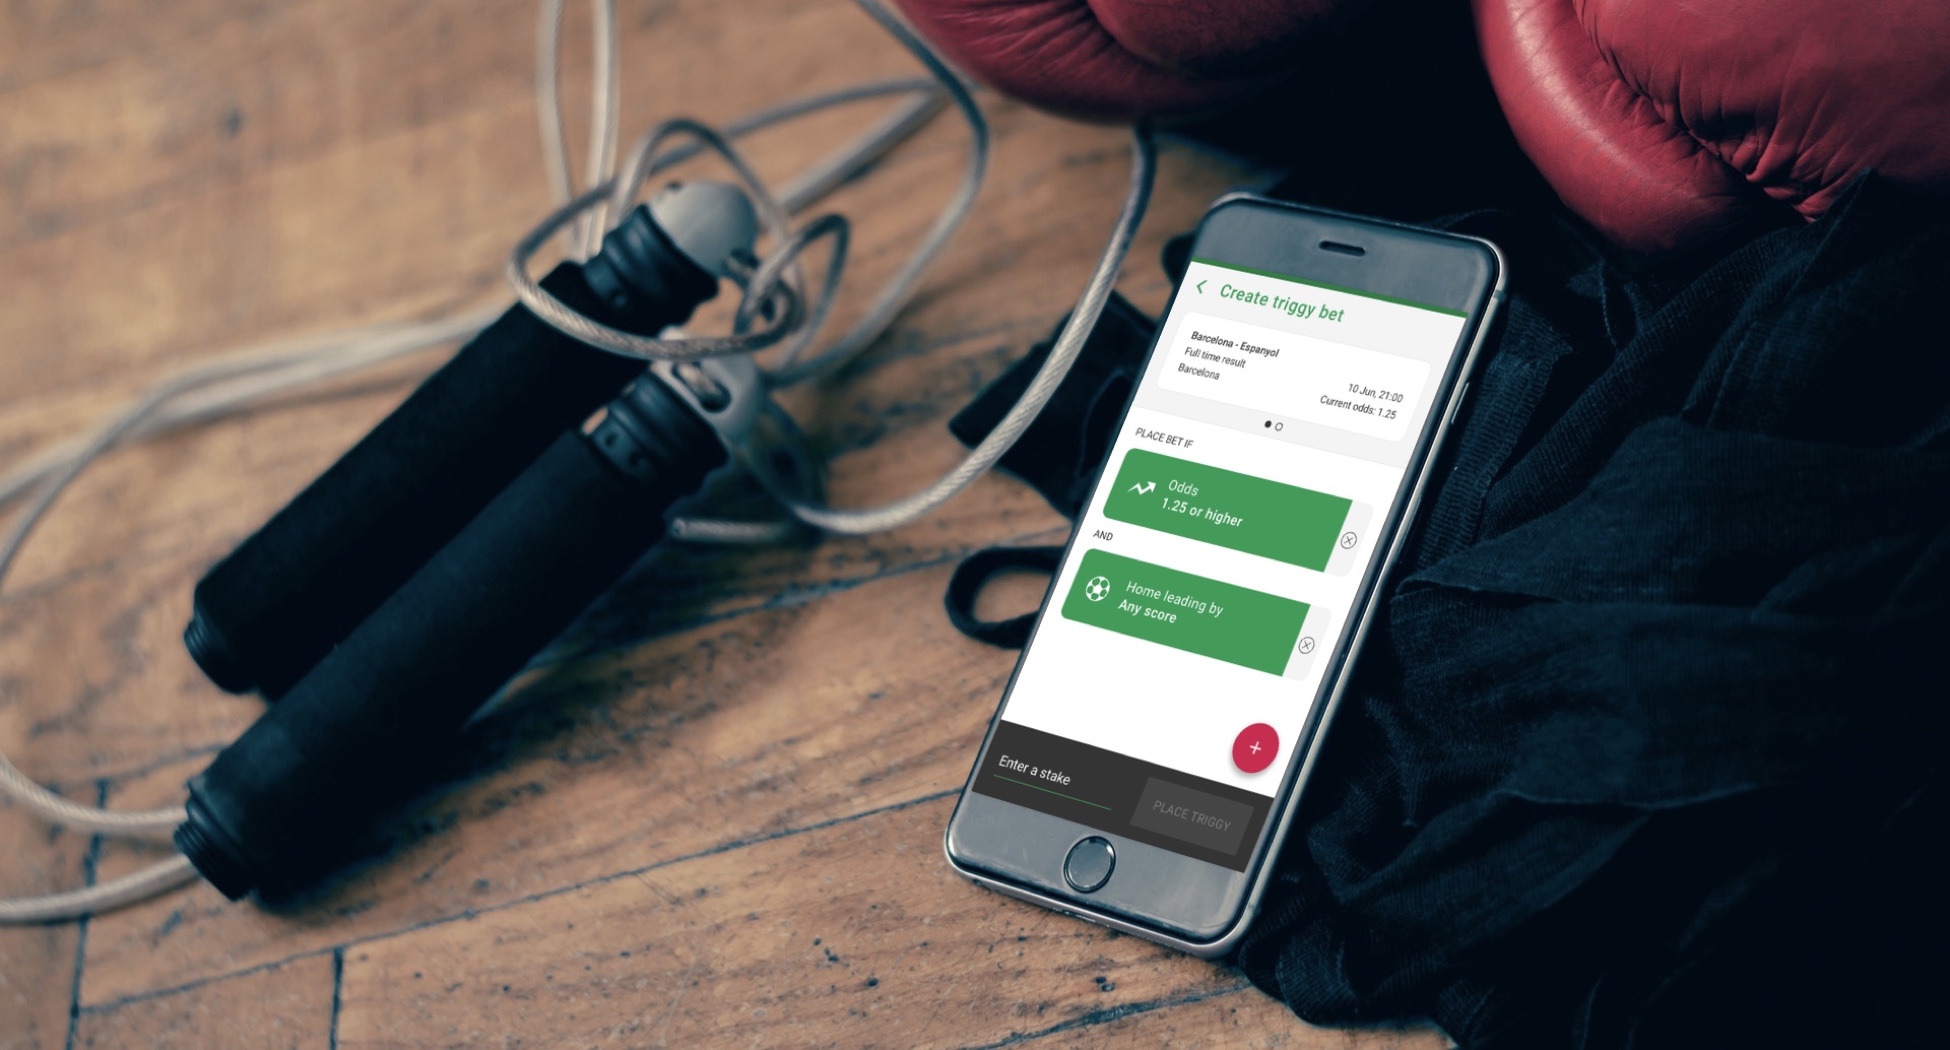 Create triggy bet
Barcelona - Espanyol
Full time result
Barcelona
10 Jun, 21:00
Current odds: 1.25
PLACE BET IF
Odds
1.25 or higher
AND
Home leading by
Any score
Enter a stake
PLACE TRIGGY